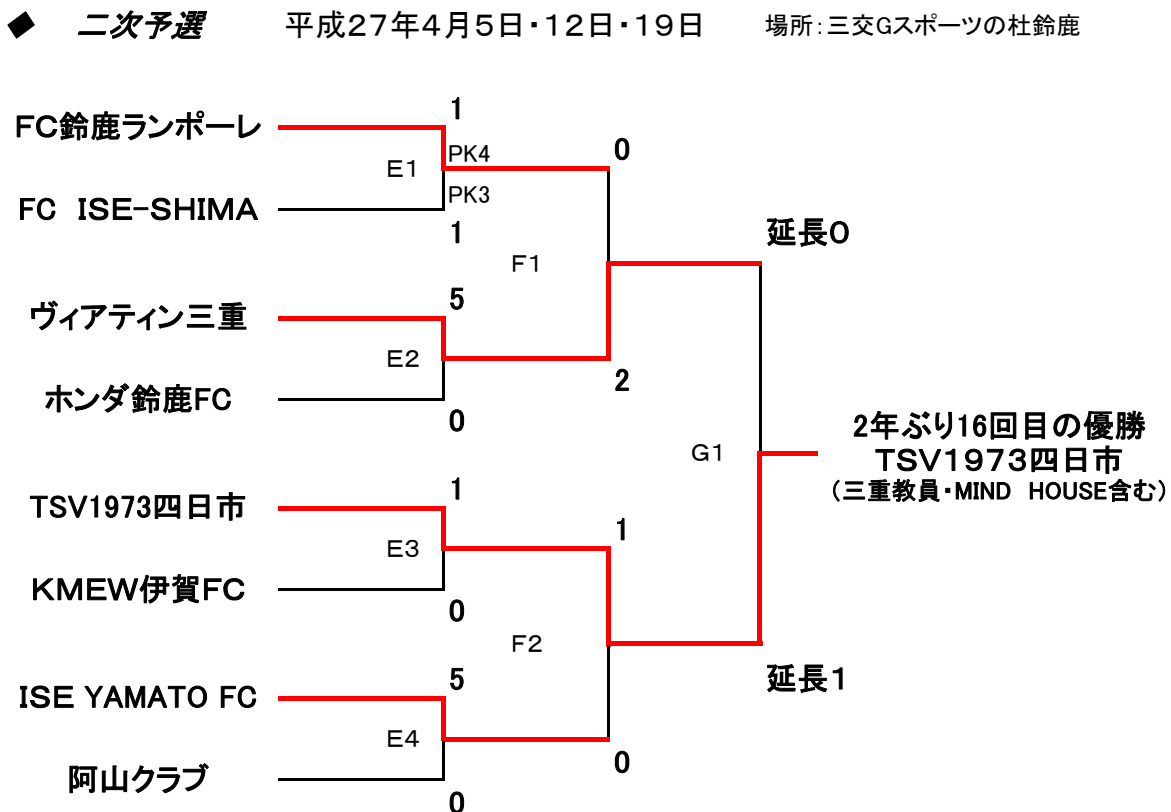 ◆ 二次予選 平成27年4月5日・12日・19日 場所:三交Gスポーツの杜鈴鹿
1
FC鈴鹿ランポーレ
0
PK4
E1
PK3
FC ISE-SHIMA
1
延長0
F1
5
ヴィアティン三重
E2
2
ホンダ鈴鹿FC
0
2年ぶり16回目の優勝
G1
TSV1973四日市
(三重教員・MIND HOUSE含む)
1
TSV1973四日市
1
E3
KMEW伊賀FC
0
F2
5
延長1
ISE YAMATO FC
E4
0
阿山クラブ
0